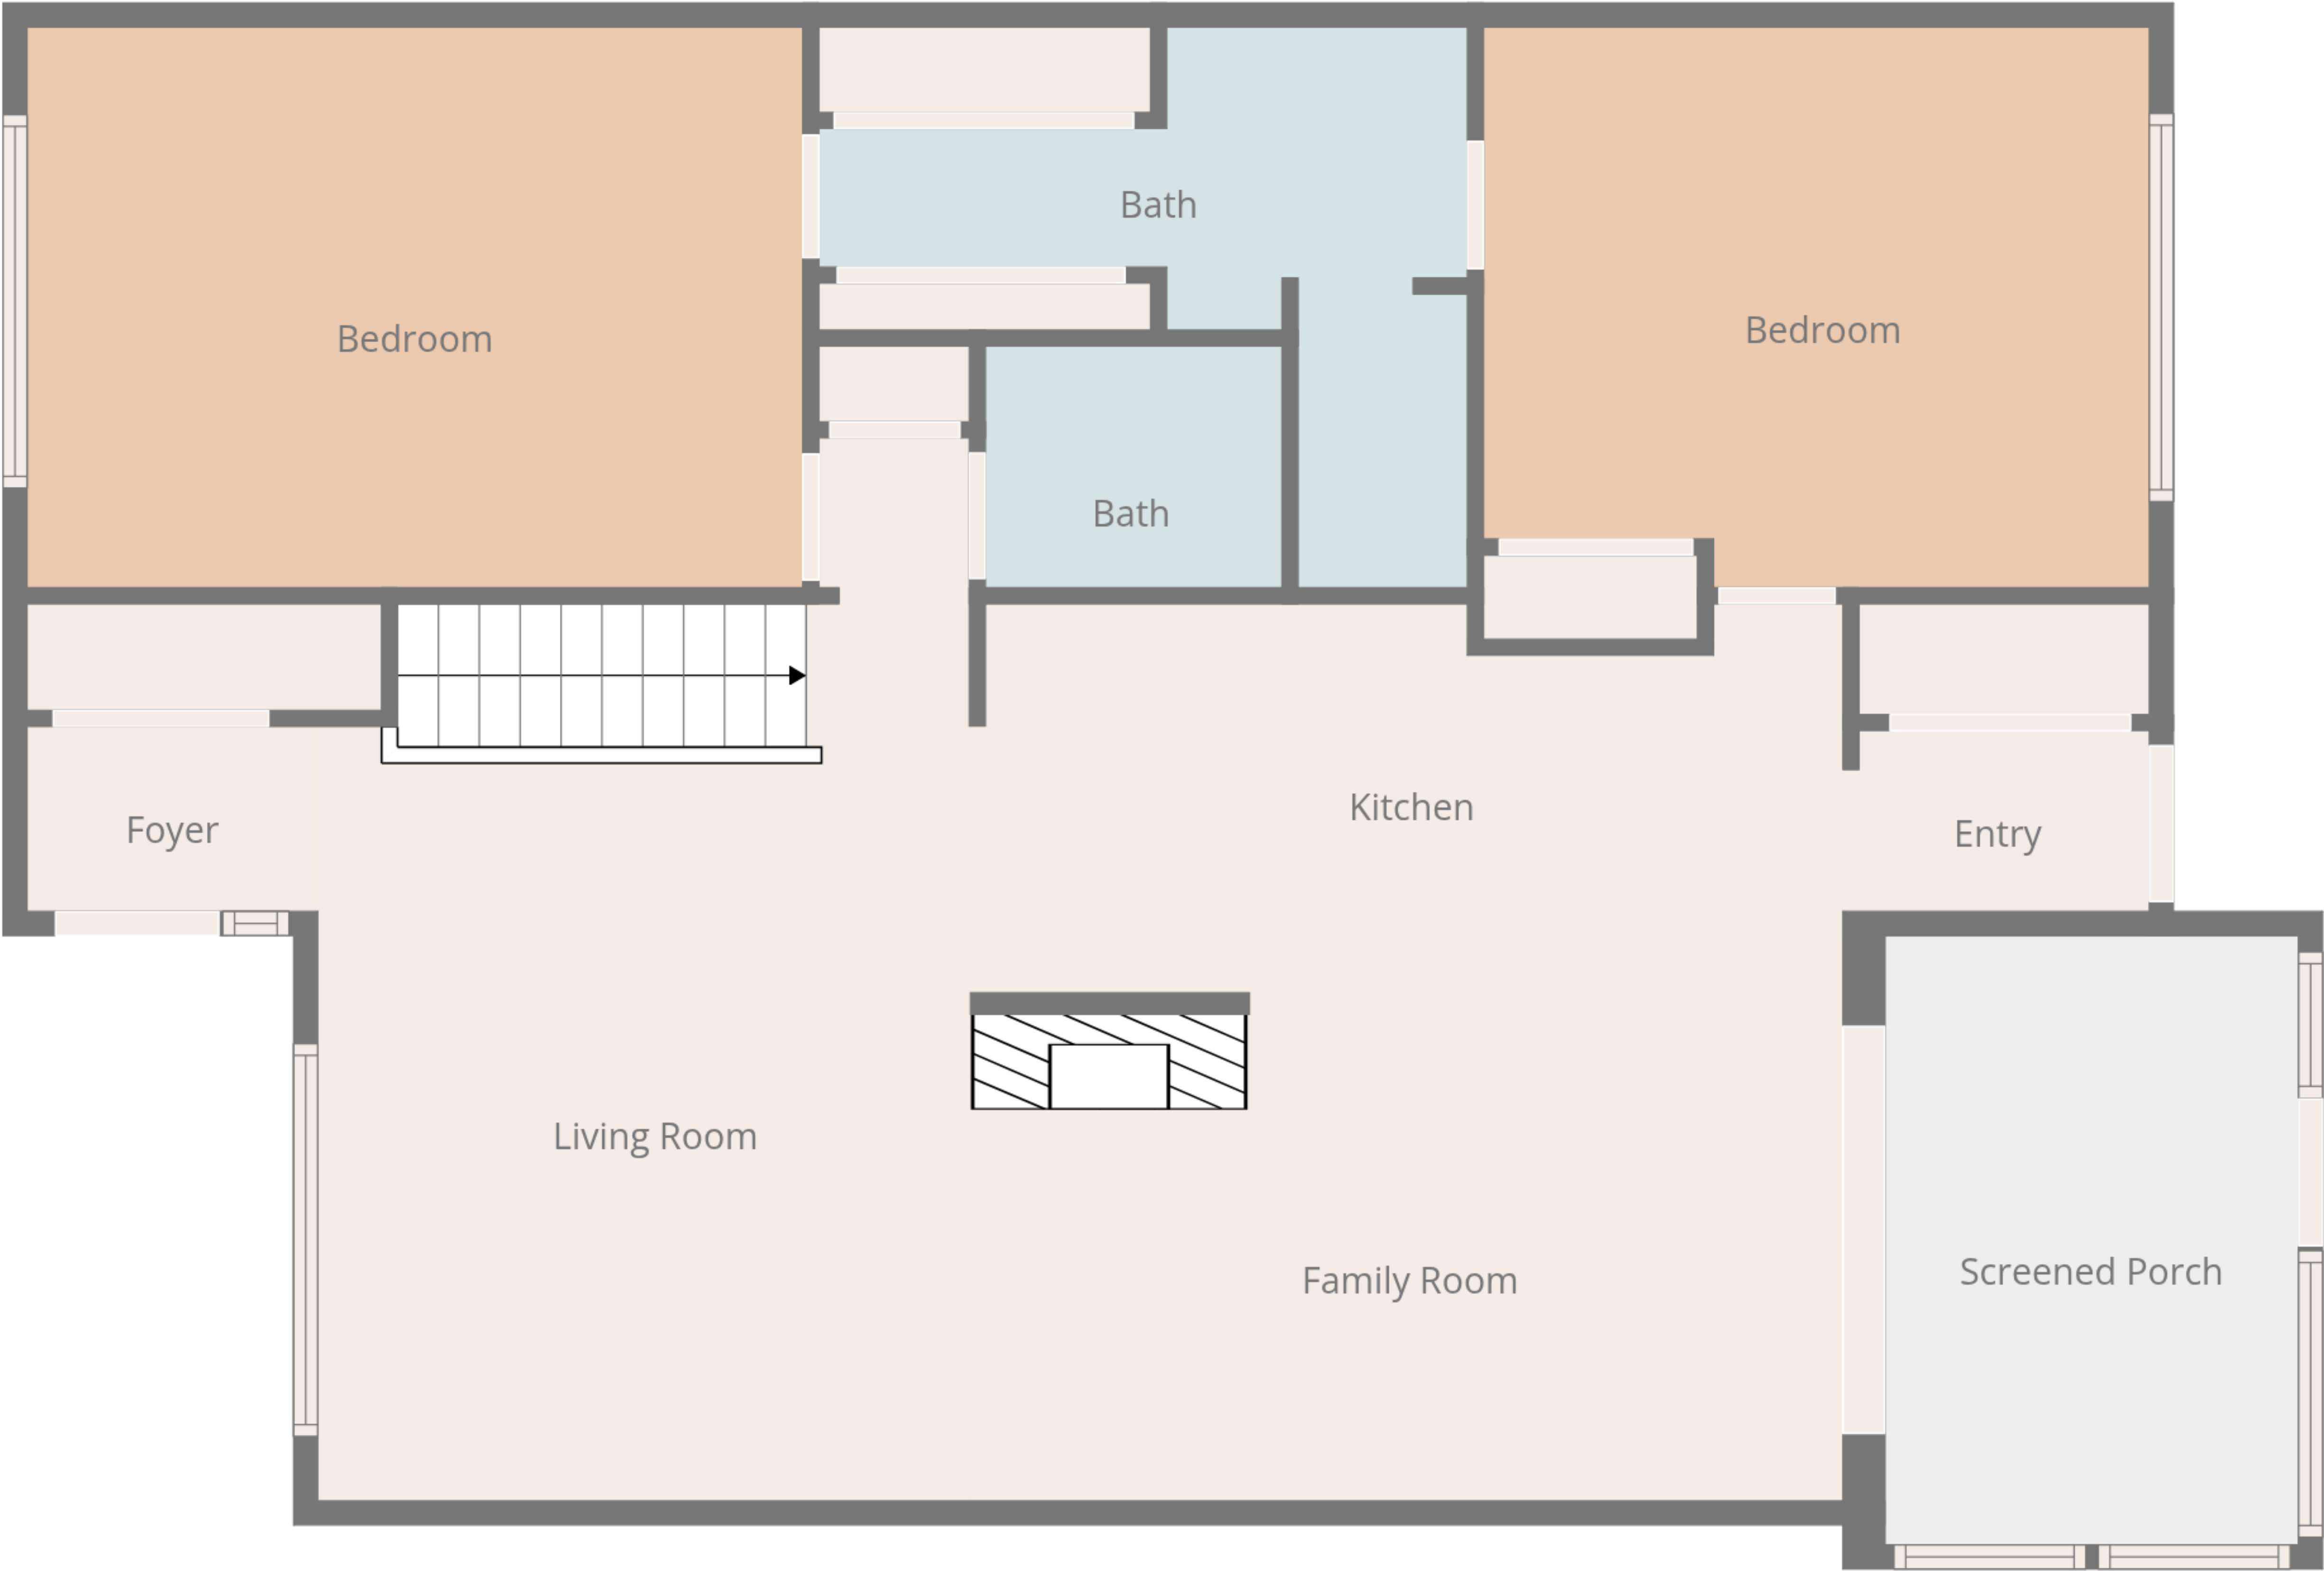 Bath
Bedroom
Bedroom
Bath
Kitchen
Foyer
Entry
Living Room
Family Room
Screened Porch